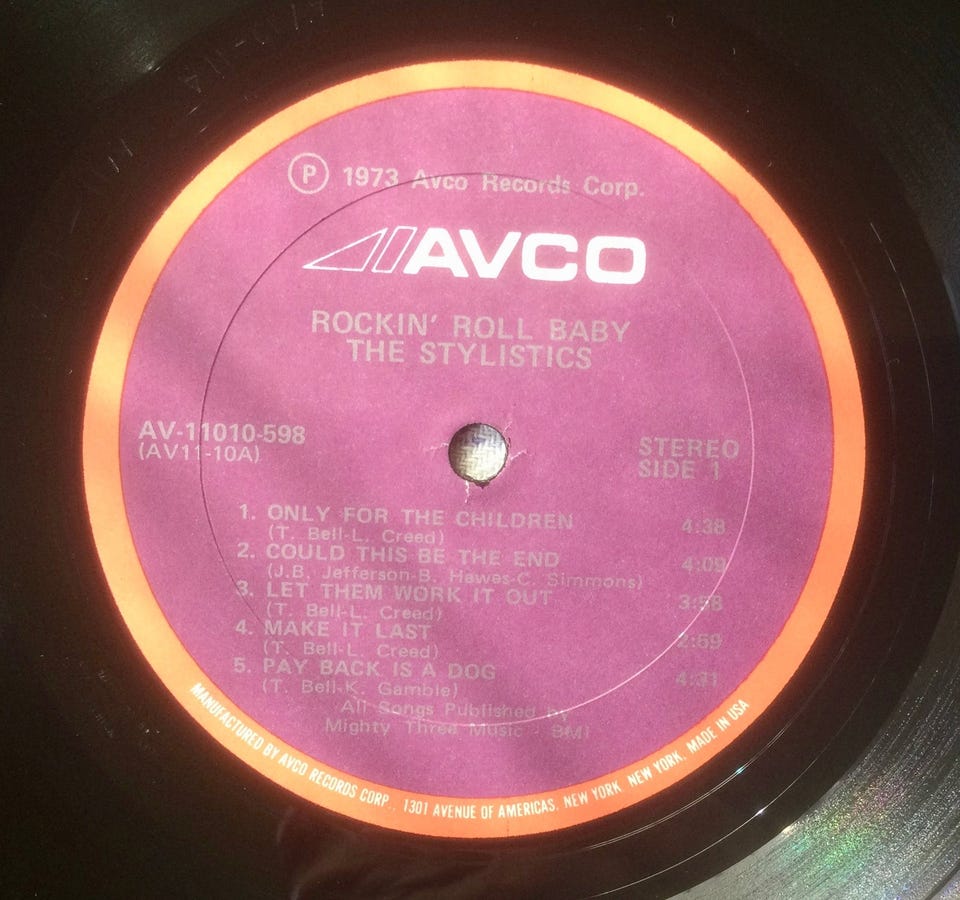 Ⓟ 1973 Avco Records Corp.
AVCO
ROCKIN' ROLL BABY
THE STYLISTICS
AV-11010-598
(AV11-10A)
STEREO
SIDE 1
1. ONLY FOR THE CHILDREN 4:38
(T. Bell-L. Creed)
2. COULD THIS BE THE END 4:09
(J.B. Jefferson-B. Hawes-C. Simmons)
3. LET THEM WORK IT OUT 3:58
(T. Bell-L. Creed)
4. MAKE IT LAST 2:59
(T. Bell-L. Creed)
5. PAY BACK IS A DOG 4:31
(T. Bell-K. Gamble)
All Songs Published by
Mighty Three Music - BMI
MANUFACTURED BY AVCO RECORDS CORP., 1301 AVENUE OF AMERICAS, NEW YORK, NEW YORK, MADE IN USA